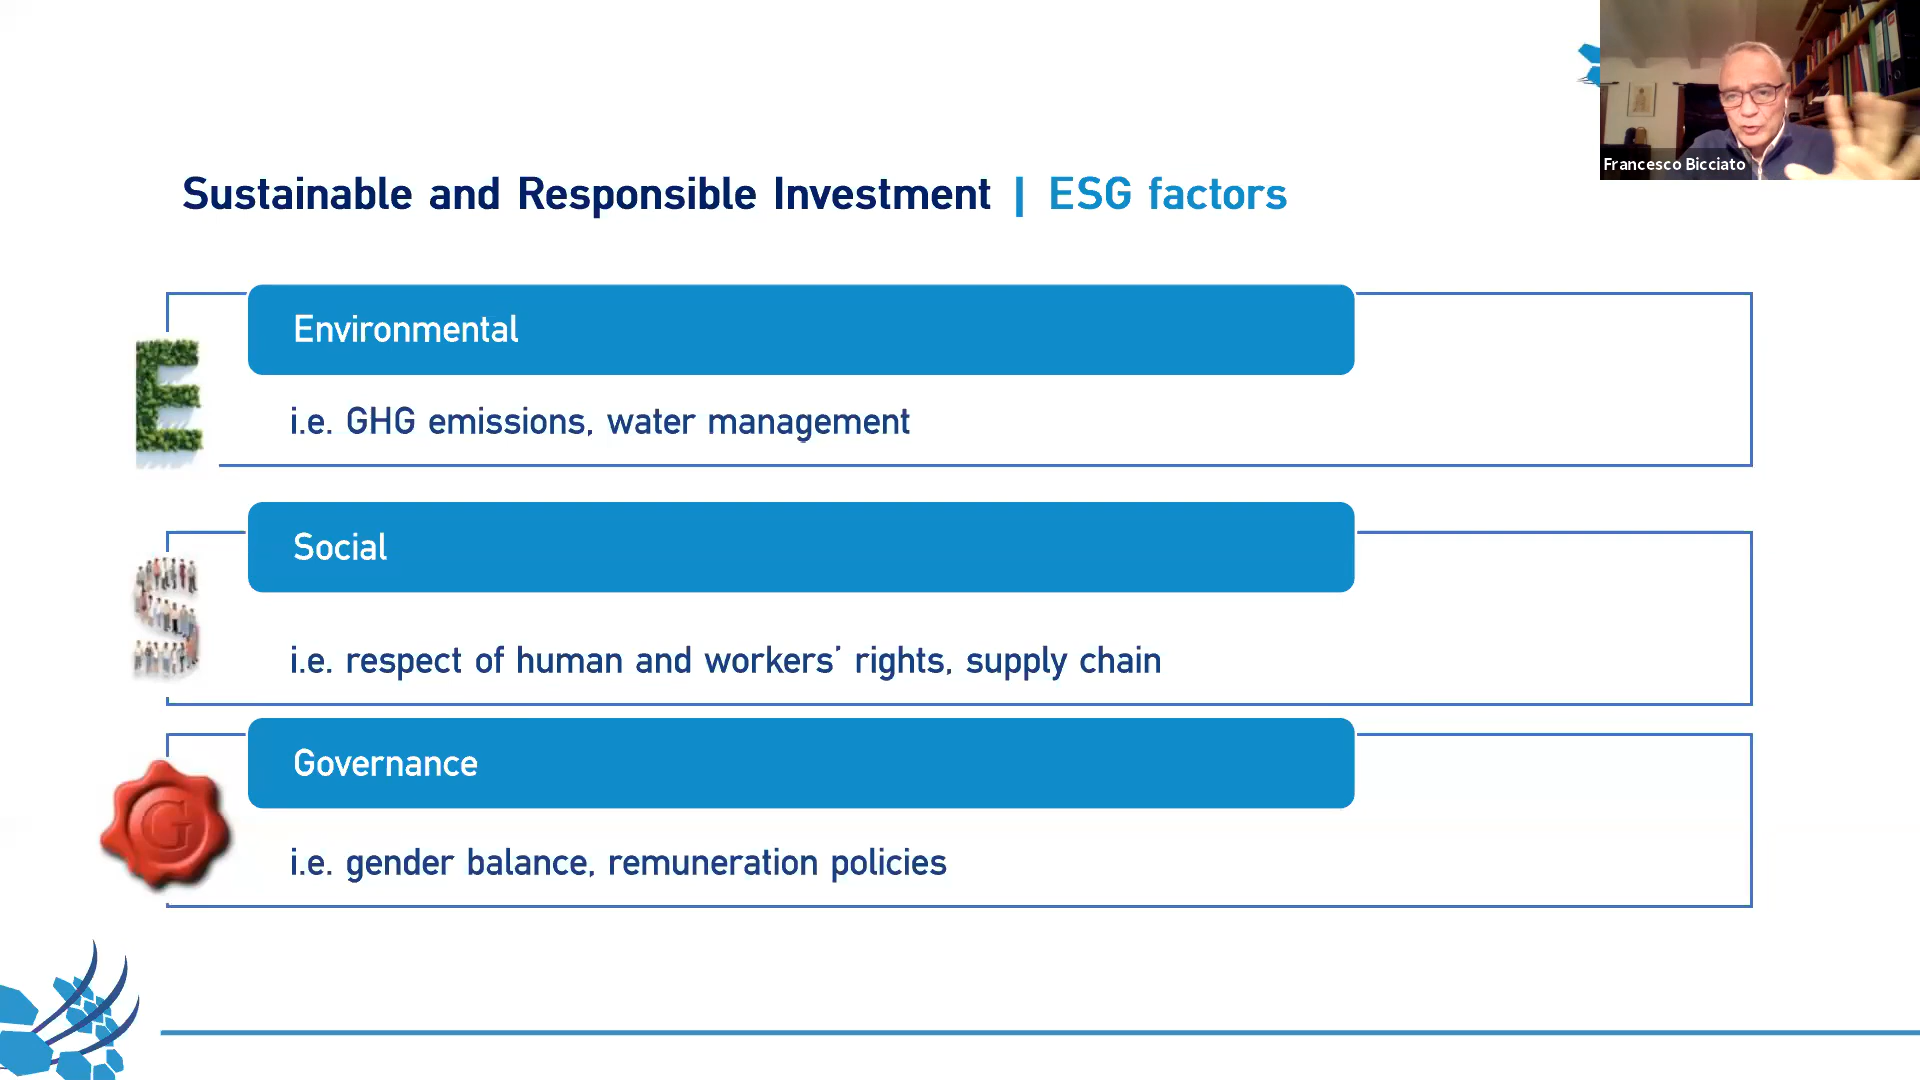 Francesco Bicciato
Sustainable and Responsible Investment | ESG factors
E
Environmental
i.e. GHG emissions, water management
S
Social
i.e. respect of human and workers’ rights, supply chain
G
Governance
i.e. gender balance, remuneration policies